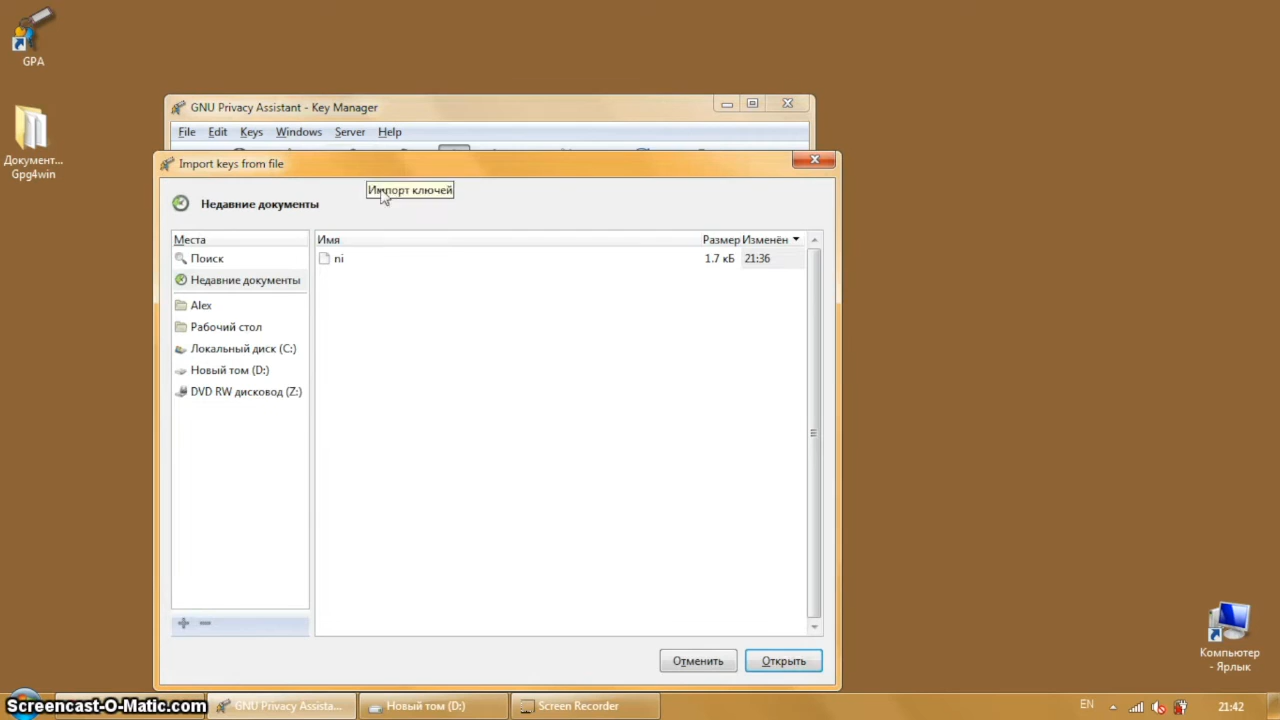 GPA
Документ...
Gpg4win
GNU Privacy Assistant - Key Manager
File Edit Keys Windows Server Help
Import keys from file
Импорт ключей
Недавние документы
Места
Имя Размер Изменён
Поиск
ni 1.7 кБ 21:36
Недавние документы
Alex
Рабочий стол
Локальный диск (C:)
Новый том (D:)
DVD RW дисковод (Z:)
Отменить Открыть
Компьютер
- Ярлык
Screencast-O-Matic.com
GNU Privacy Assista... Новый том (D:) Screen Recorder EN 21:42